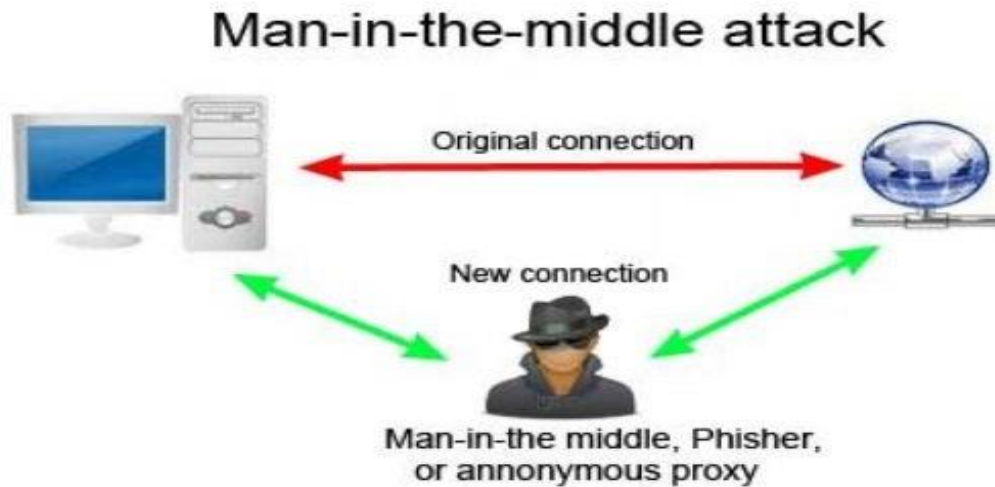 Man-in-the-middle attack
Original connection
New connection
Man-in-the middle, Phisher,
or annonymous proxy